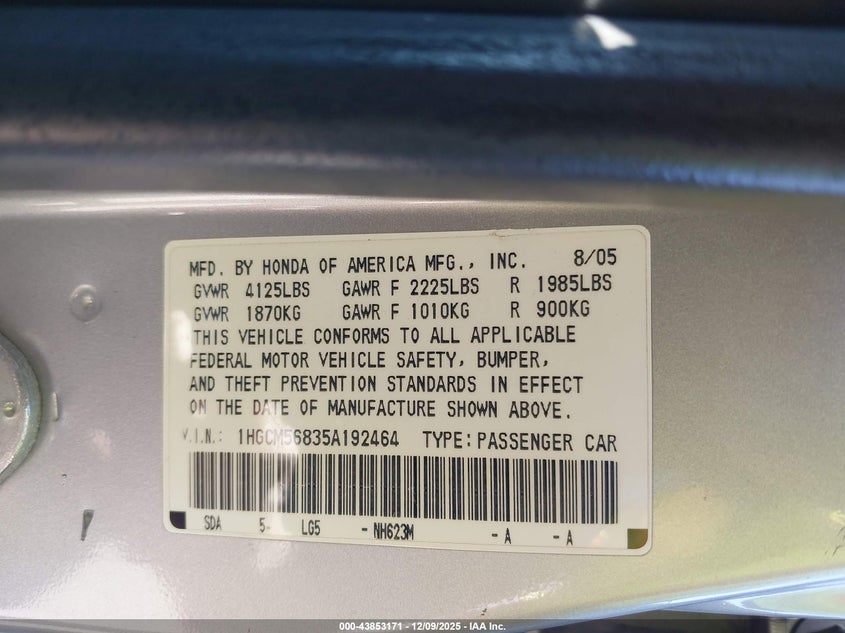 MFD. BY HONDA OF AMERICA MFG., INC. 8/05
GVWR 4125LBS GAWR F 2225LBS R 1985LBS
GVWR 1870KG GAWR F 1010KG R 900KG
THIS VEHICLE CONFORMS TO ALL APPLICABLE
FEDERAL MOTOR VEHICLE SAFETY, BUMPER,
AND THEFT PREVENTION STANDARDS IN EFFECT
ON THE DATE OF MANUFACTURE SHOWN ABOVE.
V.I.N.: 1HGCM56835A192464 TYPE: PASSENGER CAR
SDA 5- LG5 - NH623M - A - A
000-43853171 - 12/09/2025 - IAA Inc.